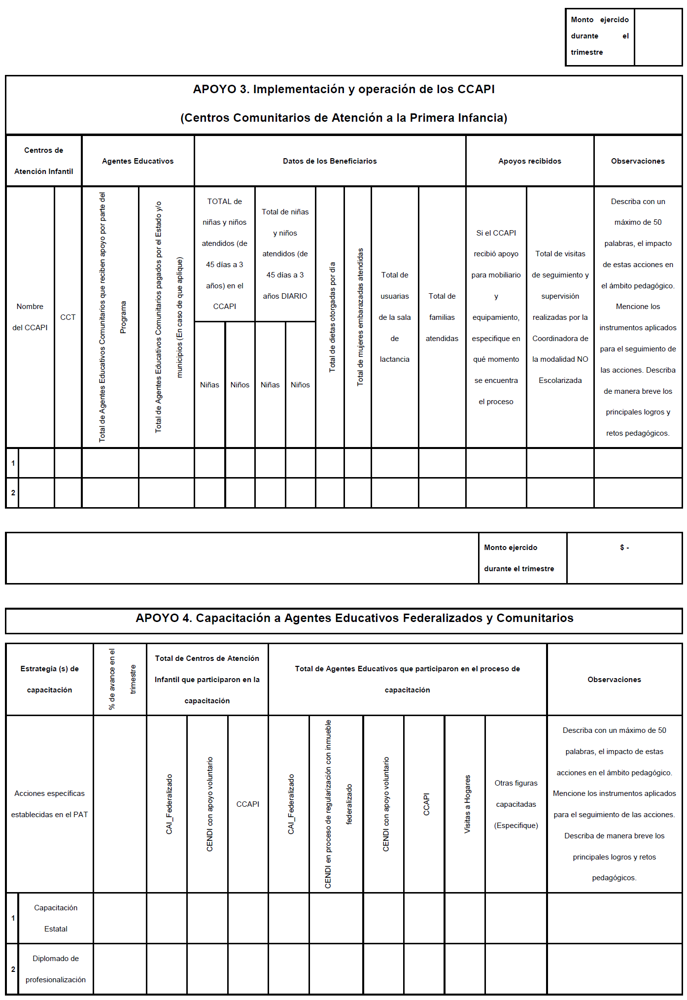 Monto ejercido
durante el
trimestre
APOYO 3. Implementación y operación de los CCAPI
(Centros Comunitarios de Atención a la Primera Infancia)
Centros de
Atención Infantil
Agentes Educativos
Datos de los Beneficiarios
Apoyos recibidos
Observaciones
Nombre
del CCAPI
CCT
Total de Agentes Educativos Comunitarios que reciben apoyo por parte del
Programa
Total de Agentes Educativos Comunitarios pagados por el Estado y/o
municipios (En caso de que aplique)
TOTAL de
niñas y niños
atendidos (de
45 días a 3
años) en el
CCAPI
Niñas
Niños
Total de niñas
y niños
atendidos (de
45 días a 3
años DIARIO
Niñas
Niños
Total de dietas otorgadas por día
Total de mujeres embarazadas atendidas
Total de
usuarias
de la sala
de
lactancia
Total de
familias
atendidas
Si el CCAPI
recibió apoyo
para mobiliario
y
equipamiento,
especifique en
qué momento
se encuentra
el proceso
Total de visitas
de seguimiento y
supervisión
realizadas por la
Coordinadora de
la modalidad NO
Escolarizada
Describa con un
máximo de 50
palabras, el impacto
de estas acciones en
el ámbito pedagógico.
Mencione los
instrumentos aplicados
para el seguimiento de
las acciones. Describa
de manera breve los
principales logros y
retos pedagógicos.
1
2
Monto ejercido
durante el trimestre
$ -
APOYO 4. Capacitación a Agentes Educativos Federalizados y Comunitarios
Estrategia (s) de
capacitación
% de avance en el
trimestre
Total de Centros de Atención
Infantil que participaron en la
capacitación
Total de Agentes Educativos que participaron en el proceso de
capacitación
Observaciones
Acciones específicas
establecidas en el PAT
CAI_Federalizado
CENDI con apoyo voluntario
CCAPI
CAI_Federalizado
CENDI en proceso de regularización con inmueble
federalizado
CENDI con apoyo voluntario
CCAPI
Visitas a Hogares
Otras figuras
capacitadas
(Especifique)
Describa con un máximo de 50
palabras, el impacto de estas
acciones en el ámbito pedagógico.
Mencione los instrumentos aplicados
para el seguimiento de las acciones.
Describa de manera breve los
principales logros y retos
pedagógicos.
1
Capacitación
Estatal
2
Diplomado de
profesionalización